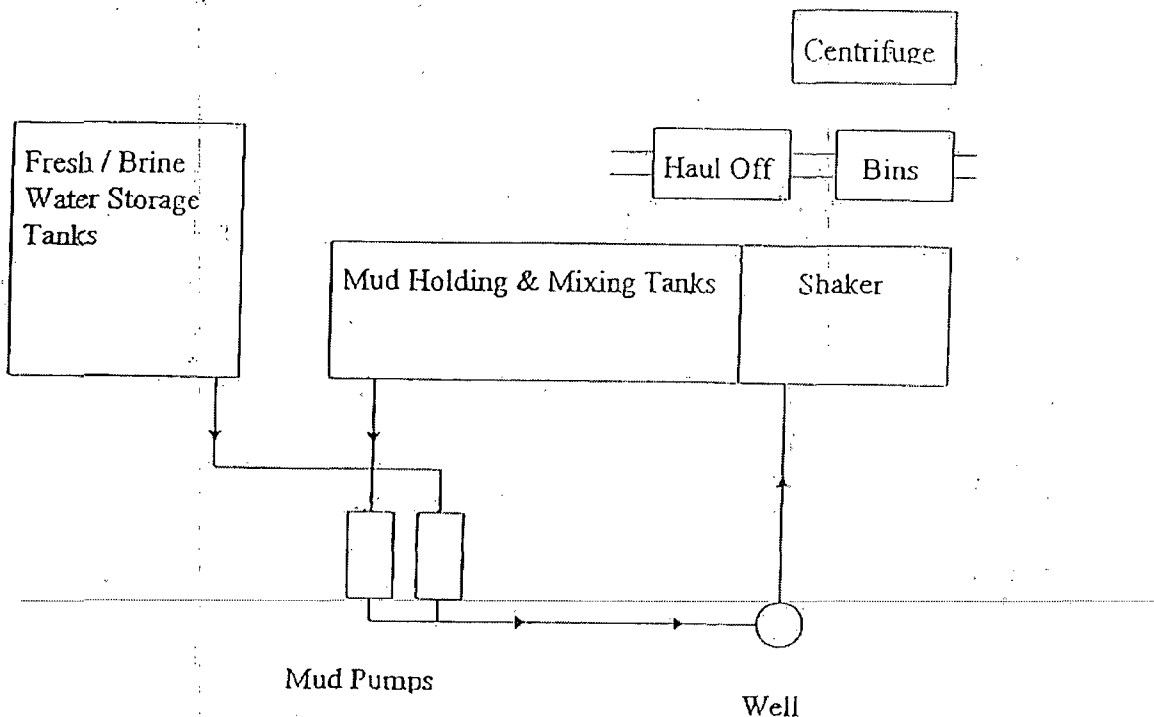 Centrifuge
Fresh / Brine
Water Storage
Tanks
Haul Off
Bins
Mud Holding & Mixing Tanks
Shaker
Mud Pumps
Well